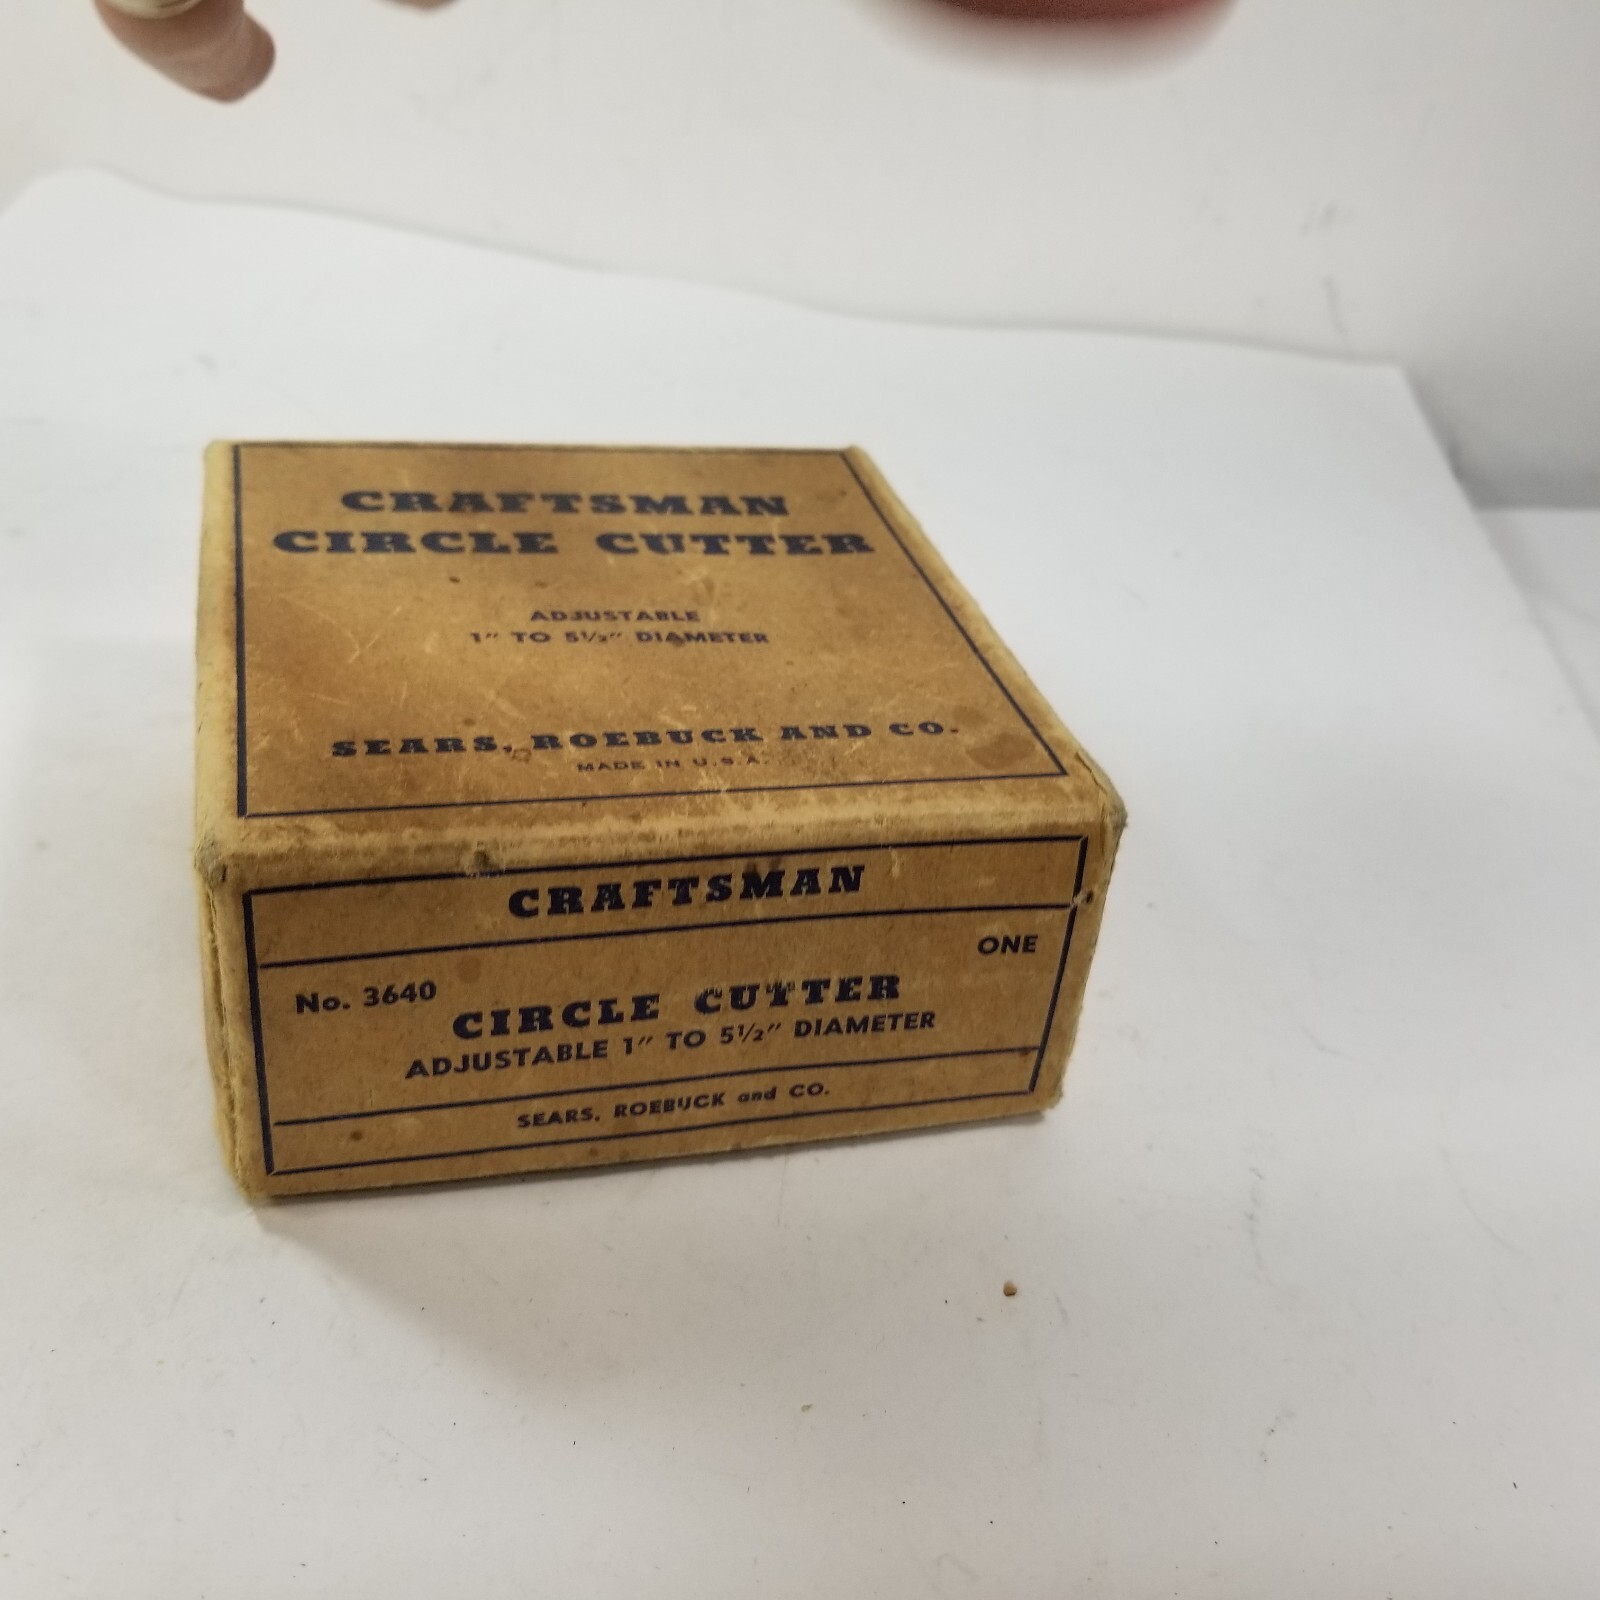 CRAFTSMAN
CIRCLE CUTTER
ADJUSTABLE
1" TO 5½" DIAMETER
SEARS, ROEBUCK AND CO.
MADE IN U.S.A.
CRAFTSMAN
ONE
No. 3640
CIRCLE CUTTER
ADJUSTABLE 1" TO 5½" DIAMETER
SEARS, ROEBUCK and CO.